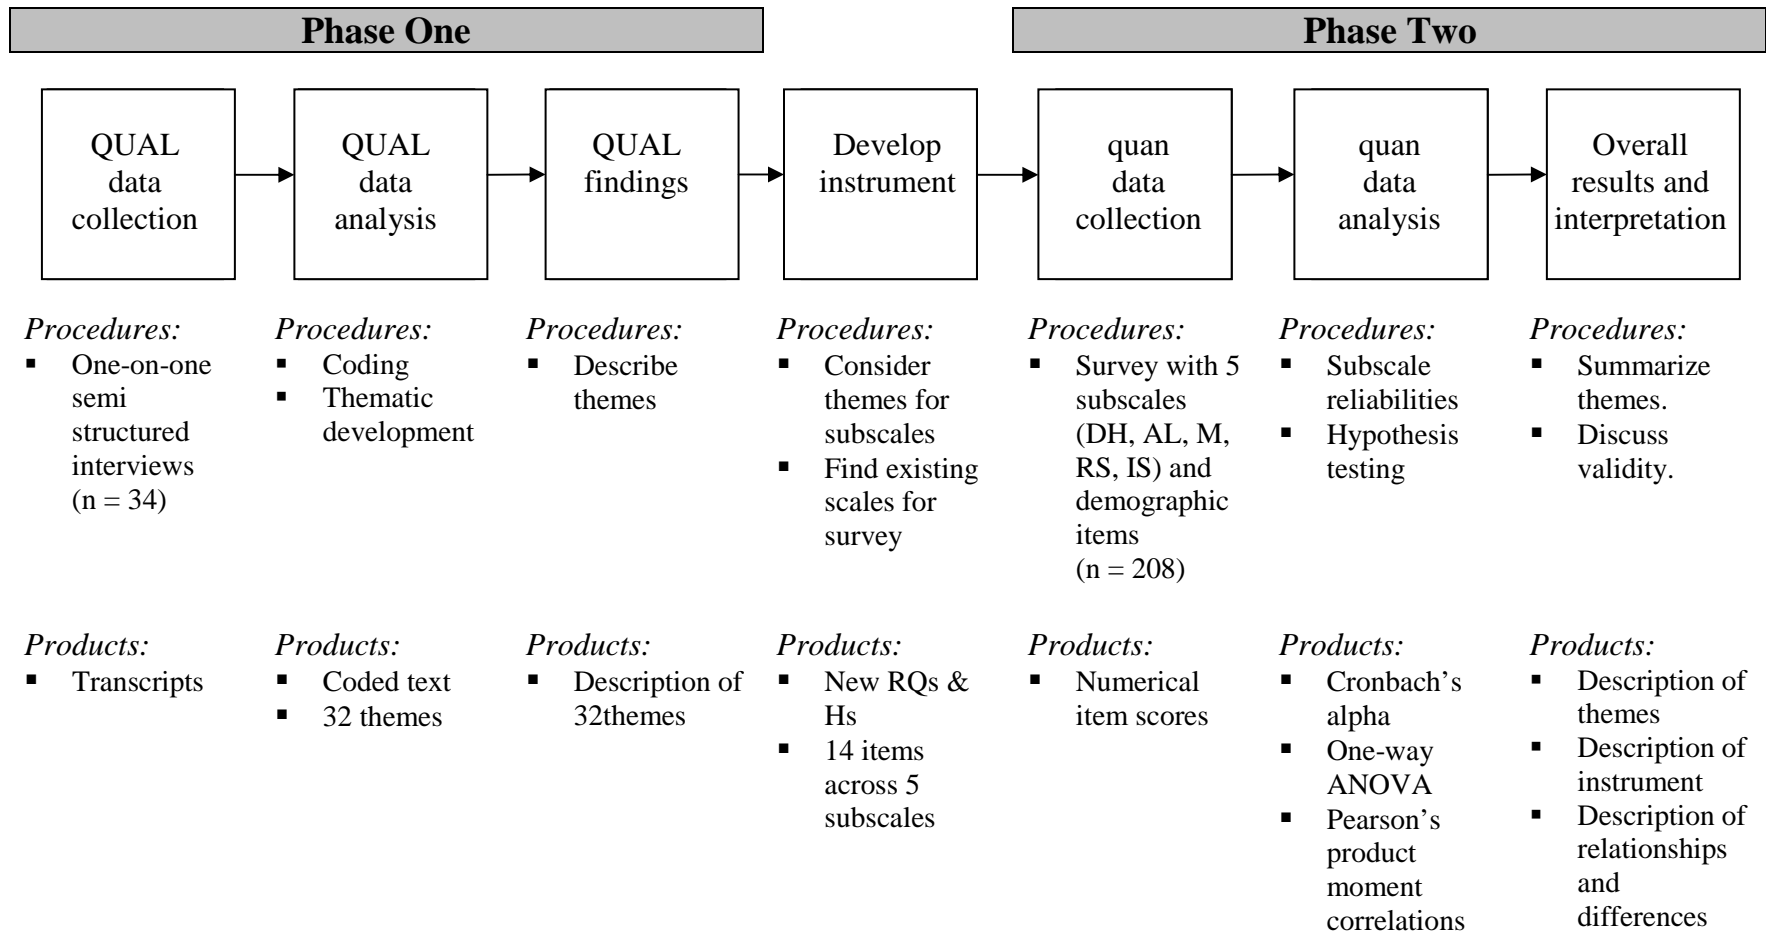 Phase One
Phase Two
QUAL
data
collection
QUAL
data
analysis
QUAL
findings
Develop
instrument
quan
data
collection
quan
data
analysis
Overall
results and
interpretation
Procedures:
▪ One-on-one
semi
structured
interviews
(n = 34)
Procedures:
▪ Coding
▪ Thematic
development
Procedures:
▪ Describe
themes
Procedures:
▪ Consider
themes for
subscales
▪ Find existing
scales for
survey
Procedures:
▪ Survey with 5
subscales
(DH, AL, M,
RS, IS) and
demographic
items
(n = 208)
Procedures:
▪ Subscale
reliabilities
▪ Hypothesis
testing
Procedures:
▪ Summarize
themes.
▪ Discuss
validity.
Products:
▪ Transcripts
Products:
▪ Coded text
▪ 32 themes
Products:
▪ Description of
32themes
Products:
▪ New RQs &
Hs
▪ 14 items
across 5
subscales
Products:
▪ Numerical
item scores
Products:
▪ Cronbach’s
alpha
▪ One-way
ANOVA
▪ Pearson’s
product
moment
correlations
Products:
▪ Description of
themes
▪ Description of
instrument
▪ Description of
relationships
and
differences